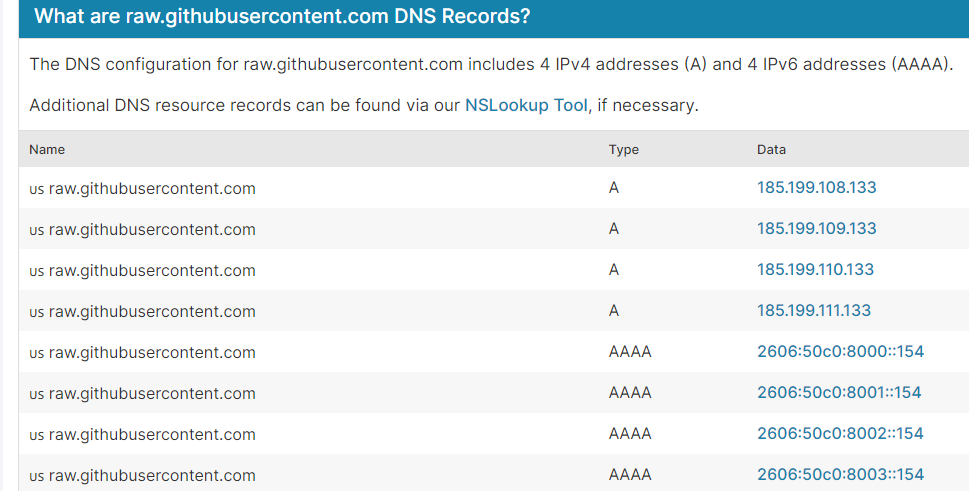 What are raw.githubusercontent.com DNS Records?
The DNS configuration for raw.githubusercontent.com includes 4 IPv4 addresses (A) and 4 IPv6 addresses (AAAA).
Additional DNS resource records can be found via our NSLookup Tool, if necessary.
Name Type Data
us raw.githubusercontent.com A 185.199.108.133
us raw.githubusercontent.com A 185.199.109.133
us raw.githubusercontent.com A 185.199.110.133
us raw.githubusercontent.com A 185.199.111.133
us raw.githubusercontent.com AAAA 2606:50c0:8000::154
us raw.githubusercontent.com AAAA 2606:50c0:8001::154
us raw.githubusercontent.com AAAA 2606:50c0:8002::154
us raw.githubusercontent.com AAAA 2606:50c0:8003::154